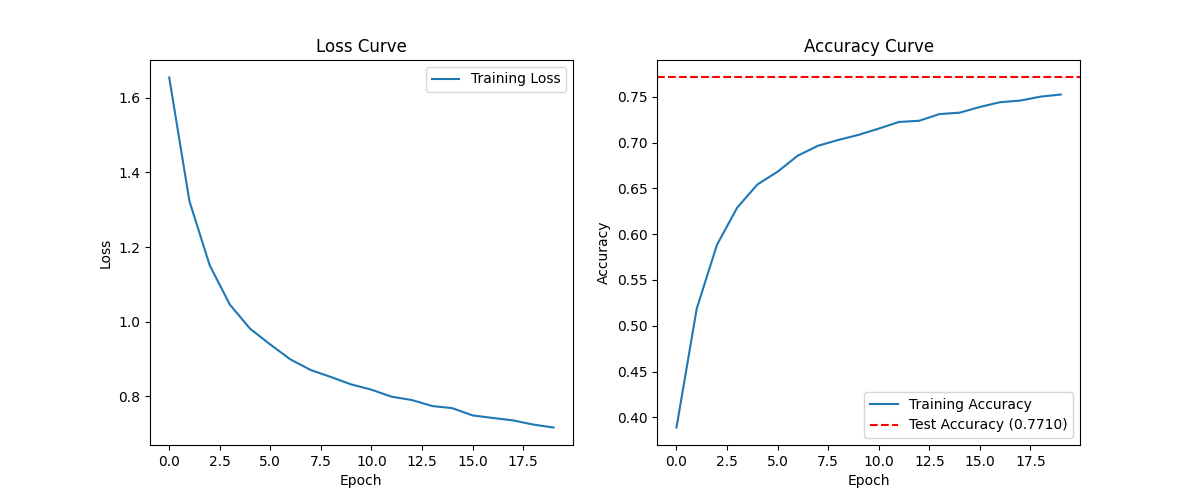 Loss Curve
Training Loss
1.6
1.4
1.2
1.0
0.8
Loss
0.0 2.5 5.0 7.5 10.0 12.5 15.0 17.5
Epoch
Accuracy Curve
0.75
0.70
0.65
0.60
0.55
0.50
0.45
0.40
Accuracy
Training Accuracy
Test Accuracy (0.7710)
0.0 2.5 5.0 7.5 10.0 12.5 15.0 17.5
Epoch